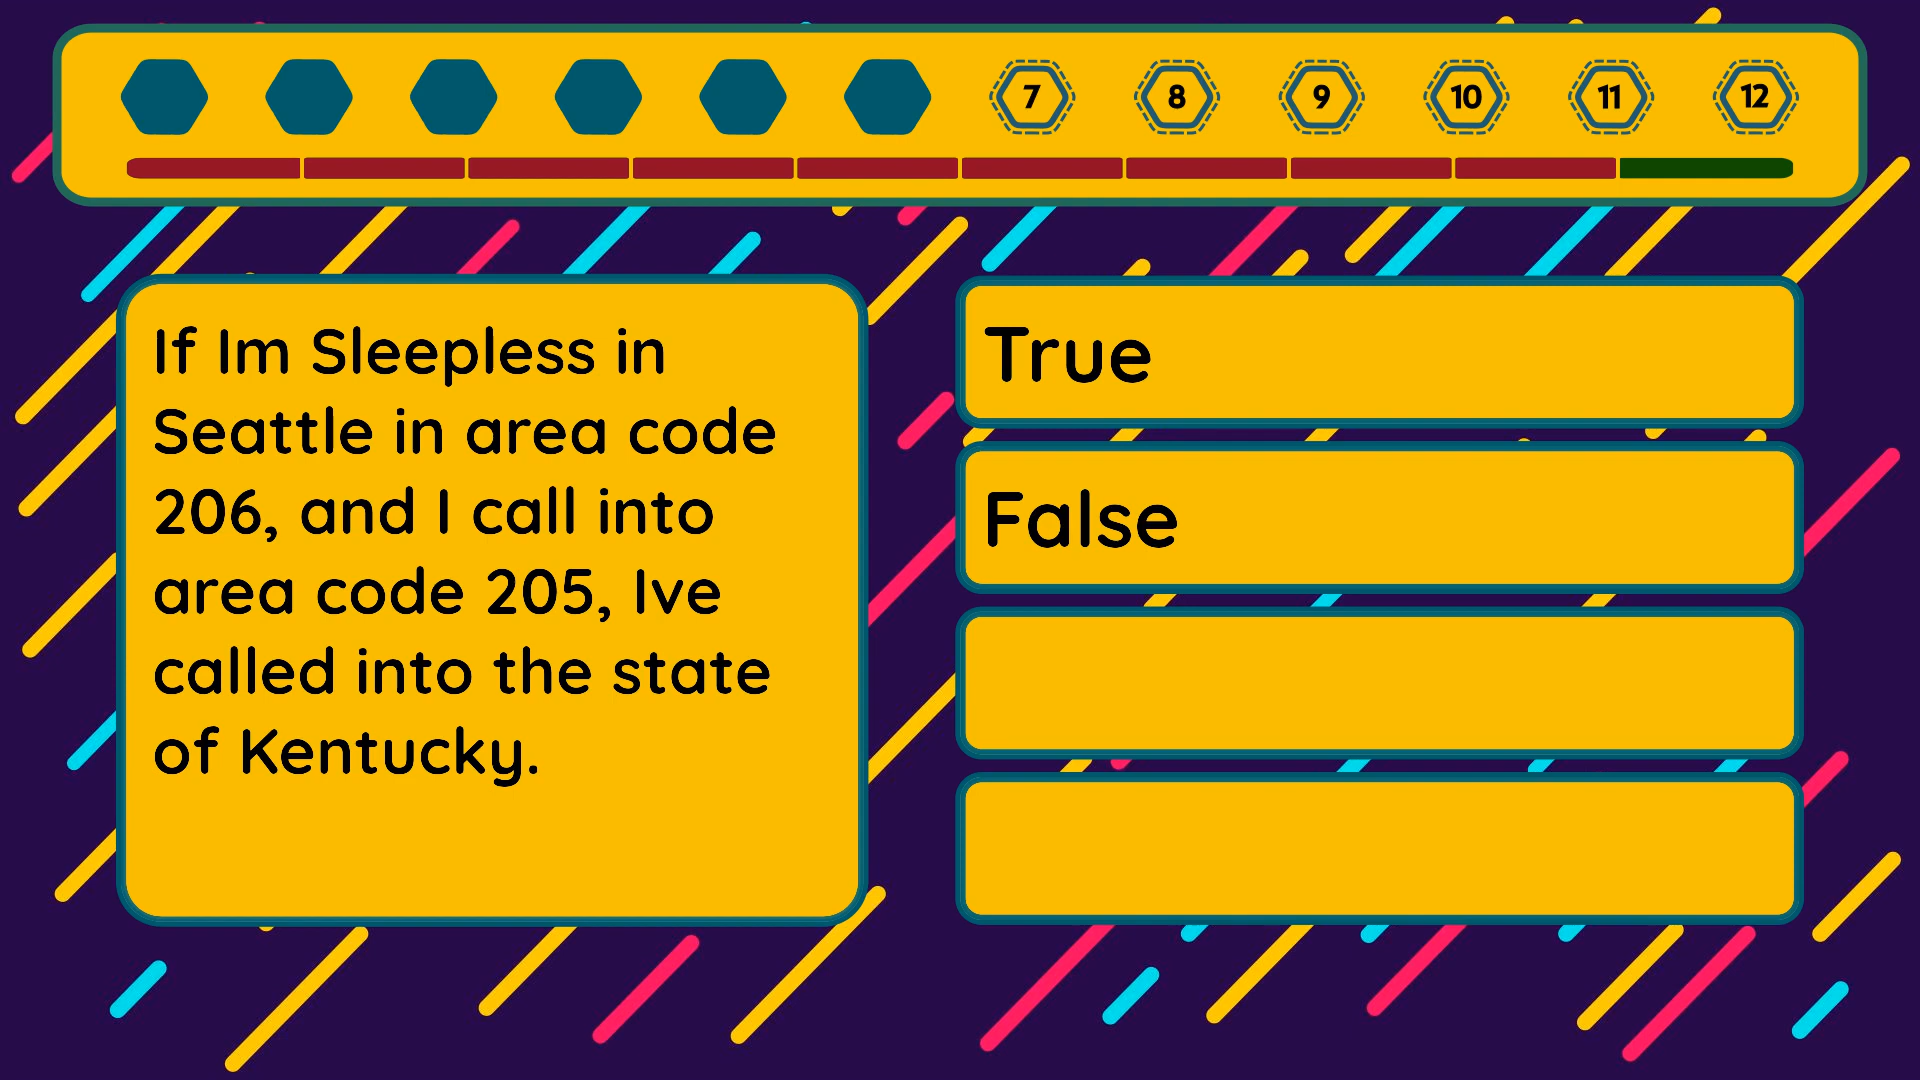 7 8 9 10 11 12
If Im Sleepless in
Seattle in area code
206, and I call into
area code 205, Ive
called into the state
of Kentucky.
True
False